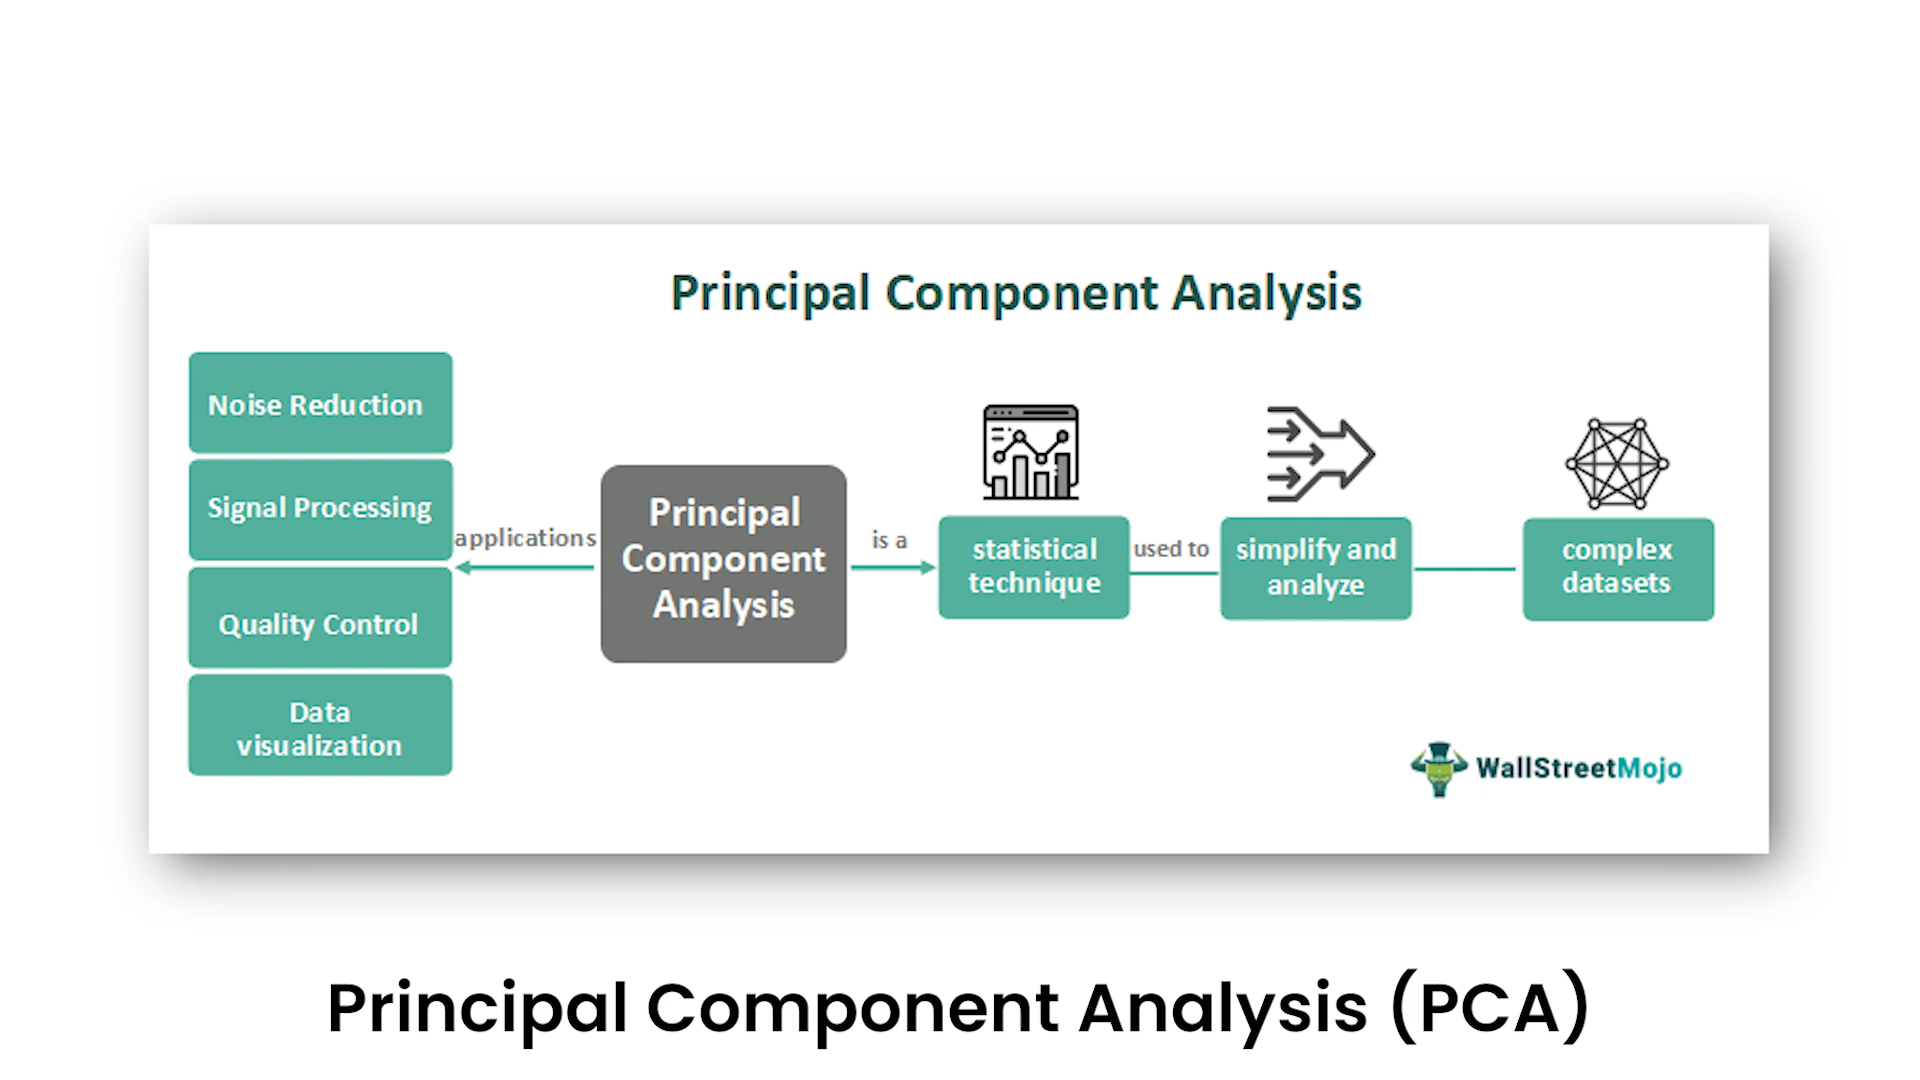 Principal Component Analysis
Noise Reduction
Signal Processing
Quality Control
Data
visualization
applications
Principal
Component
Analysis
is a
statistical
technique
used to
simplify and
analyze
complex
datasets
WallStreetMojo
Principal Component Analysis (PCA)